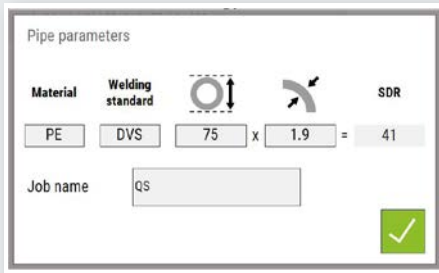 Pipe parameters
Material Welding standard SDR
PE DVS 75 x 1.9 = 41
Job name QS